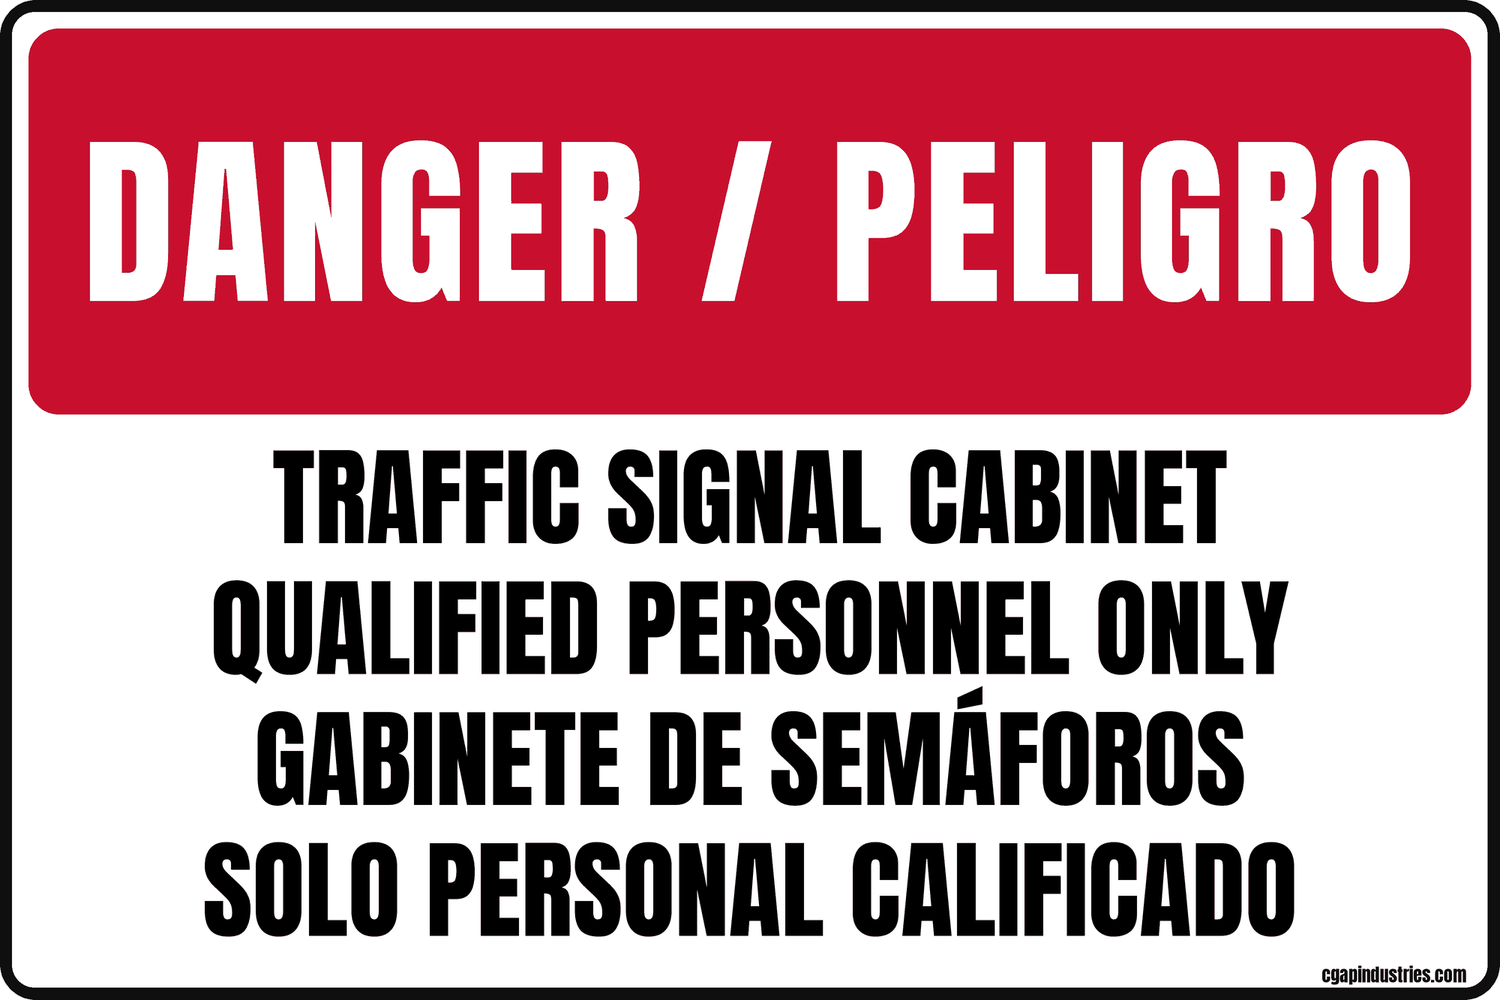 DANGER / PELIGRO
TRAFFIC SIGNAL CABINET
QUALIFIED PERSONNEL ONLY
GABINETE DE SEMÁFOROS
SOLO PERSONAL CALIFICADO
cgapindustries.com